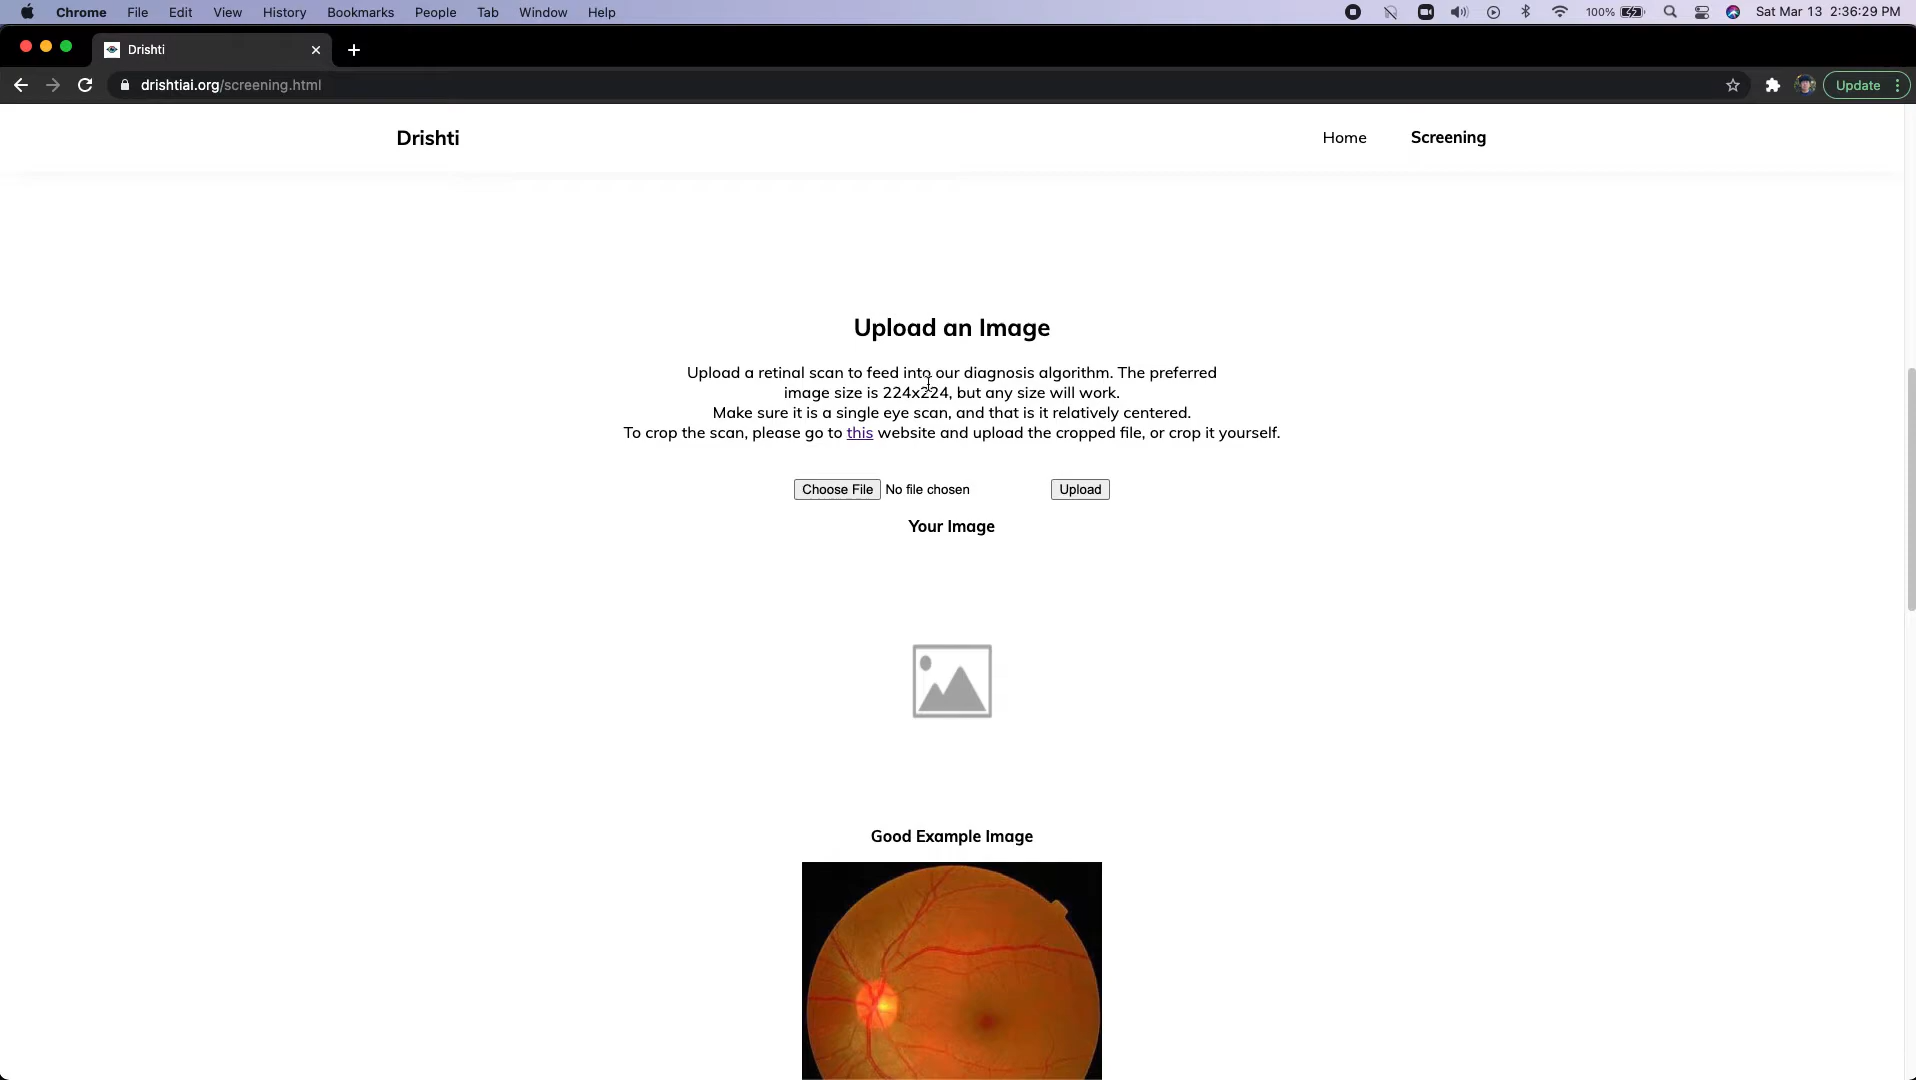 Chrome File Edit View History Bookmarks People Tab Window Help 100% Sat Mar 13 2:36:29 PM
Drishti
drishtiai.org/screening.html Update
Drishti Home Screening
Upload an Image
Upload a retinal scan to feed into our diagnosis algorithm. The preferred
image size is 224x224, but any size will work.
Make sure it is a single eye scan, and that is it relatively centered.
To crop the scan, please go to this website and upload the cropped file, or crop it yourself.
Choose File No file chosen Upload
Your Image
Good Example Image